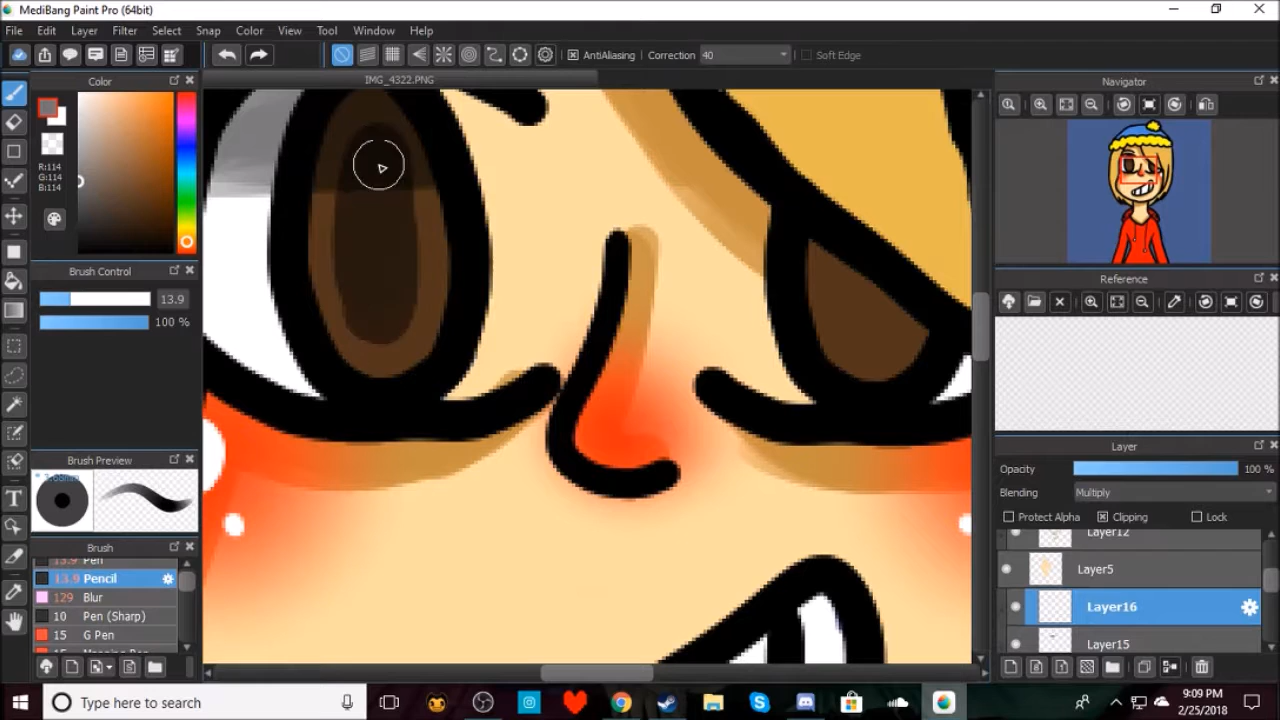 MediBang Paint Pro (64bit)
File Edit Layer Filter Select Snap Color View Tool Window Help
AntiAliasing Correction 40 Soft Edge
Color
IMG_4322.PNG
Navigator
R:114
G:114
B:114
Brush Control
13.9
100 %
Reference
Brush Preview
Layer
Opacity 100 %
Blending Multiply
Protect Alpha Clipping Lock
Layer12
Brush
Layer5
13.9 Pen
13.9 Pencil
129 Blur
Layer16
10 Pen (Sharp)
15 G Pen
Layer15
Type here to search
9:09 PM
2/25/2018